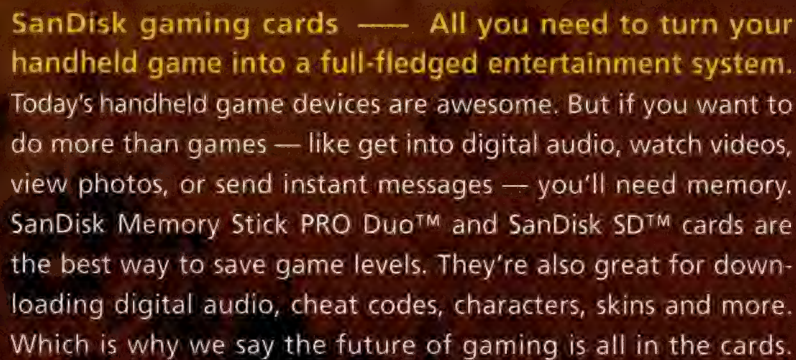 SanDisk gaming cards — All you need to turn your
handheld game into a full-fledged entertainment system.
Today's handheld game devices are awesome. But if you want to
do more than games — like get into digital audio, watch videos,
view photos, or send instant messages — you'll need memory.
SanDisk Memory Stick PRO Duo™ and SanDisk SD™ cards are
the best way to save game levels. They're also great for down-
loading digital audio, cheat codes, characters, skins and more.
Which is why we say the future of gaming is all in the cards.